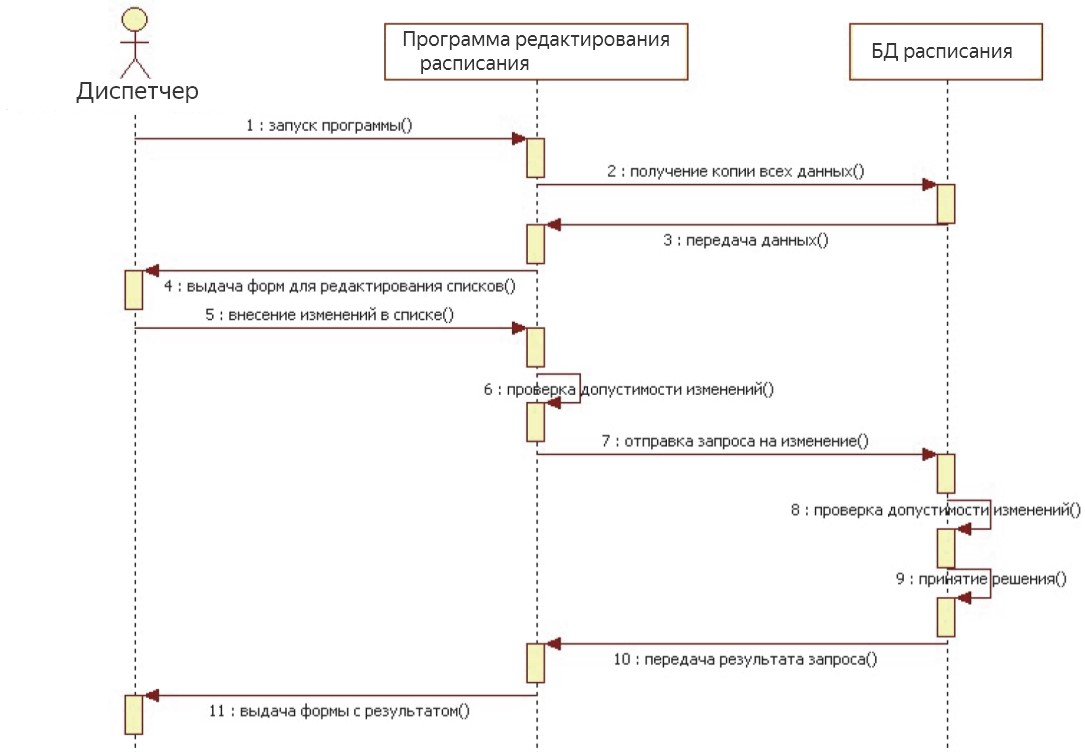 Программа редактирования
расписания
БД расписания
Диспетчер
1 : запуск программы()
2 : получение копии всех данных()
3 : передача данных()
4 : выдача форм для редактирования списков()
5 : внесение изменений в списке()
6 : проверка допустимости изменений()
7 : отправка запроса на изменение()
8 : проверка допустимости изменений()
9 : принятие решения()
10 : передача результата запроса()
11 : выдача формы с результатом()